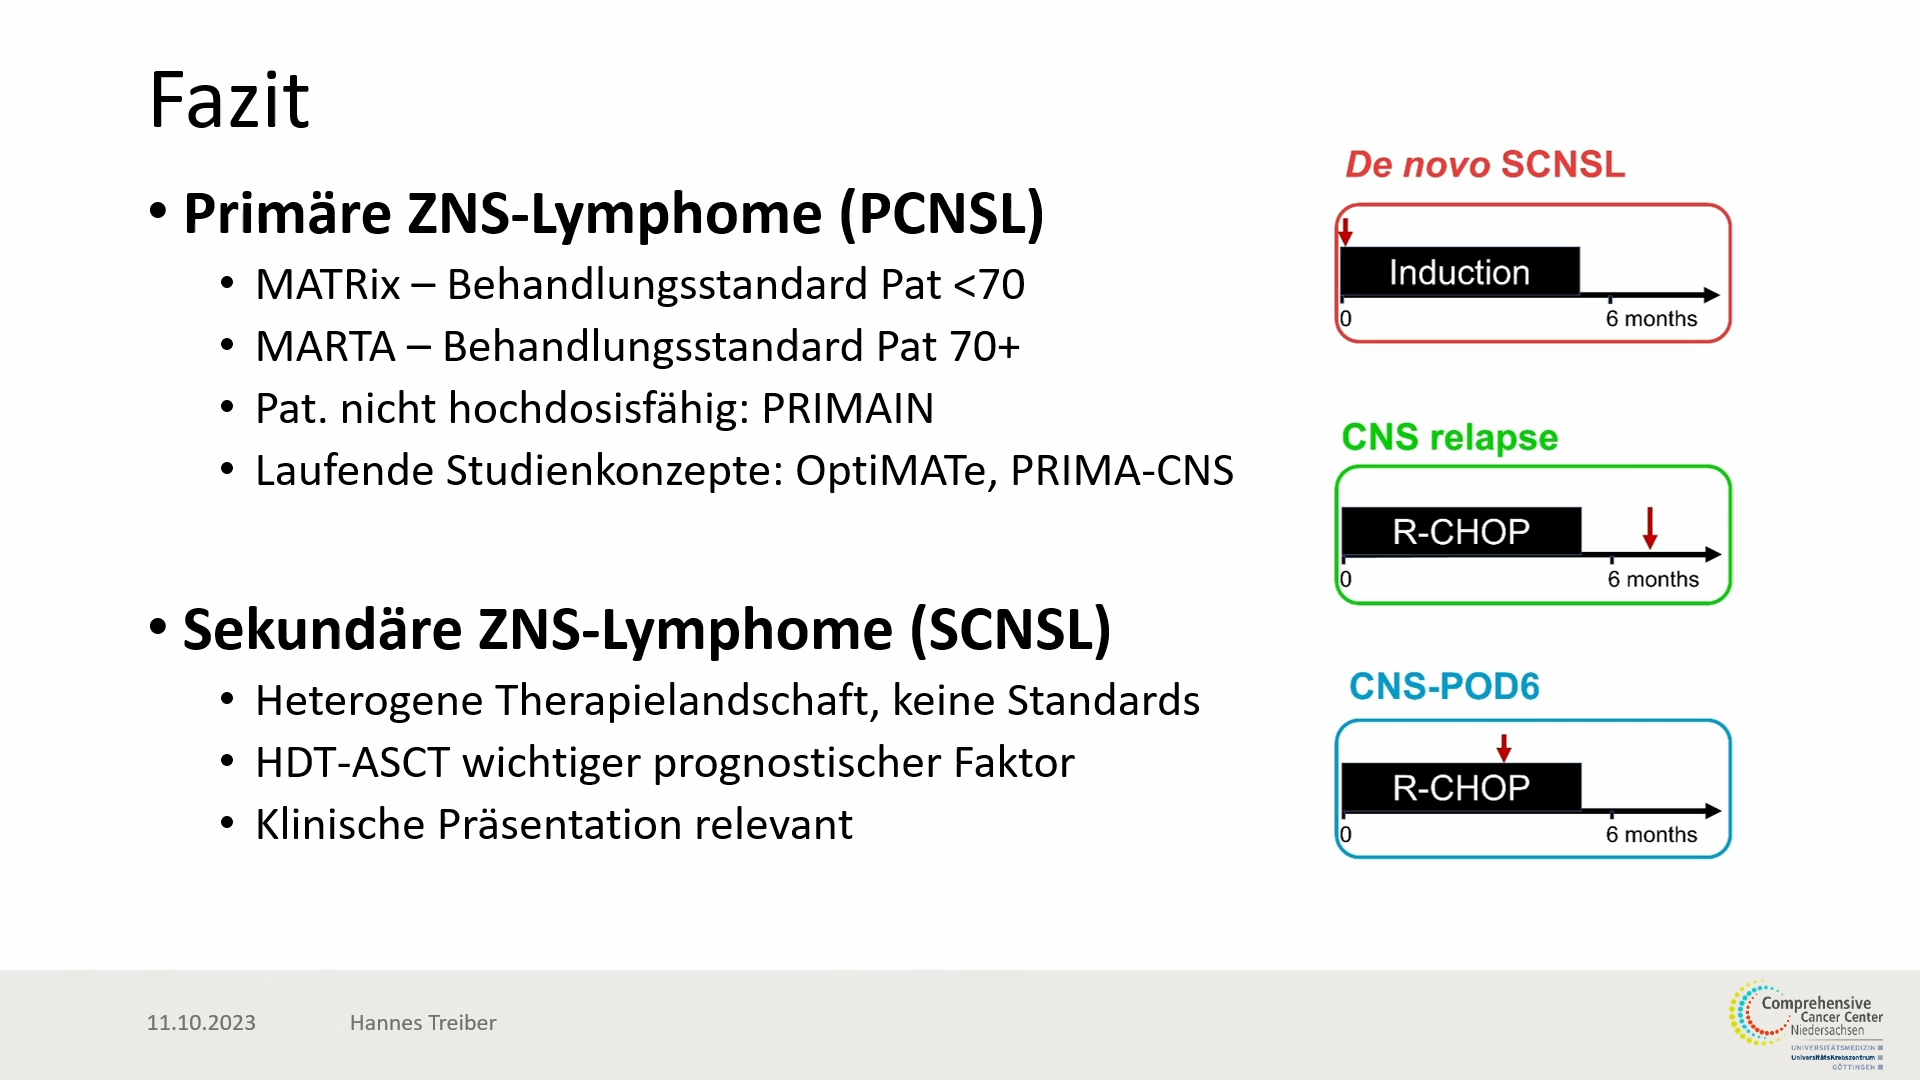 Fazit
• Primäre ZNS-Lymphome (PCNSL)
• MATRix – Behandlungsstandard Pat <70
• MARTA – Behandlungsstandard Pat 70+
• Pat. nicht hochdosisfähig: PRIMAIN
• Laufende Studienkonzepte: OptiMATe, PRIMA-CNS
• Sekundäre ZNS-Lymphome (SCNSL)
• Heterogene Therapielandschaft, keine Standards
• HDT-ASCT wichtiger prognostischer Faktor
• Klinische Präsentation relevant
De novo SCNSL
Induction
0 6 months
CNS relapse
R-CHOP
0 6 months
CNS-POD6
R-CHOP
0 6 months
11.10.2023 Hannes Treiber
Comprehensive
Cancer Center
Niedersachsen
UNIVERSITÄTSMEDIZIN
UniversitätsKrebszentrum
GÖTTINGEN